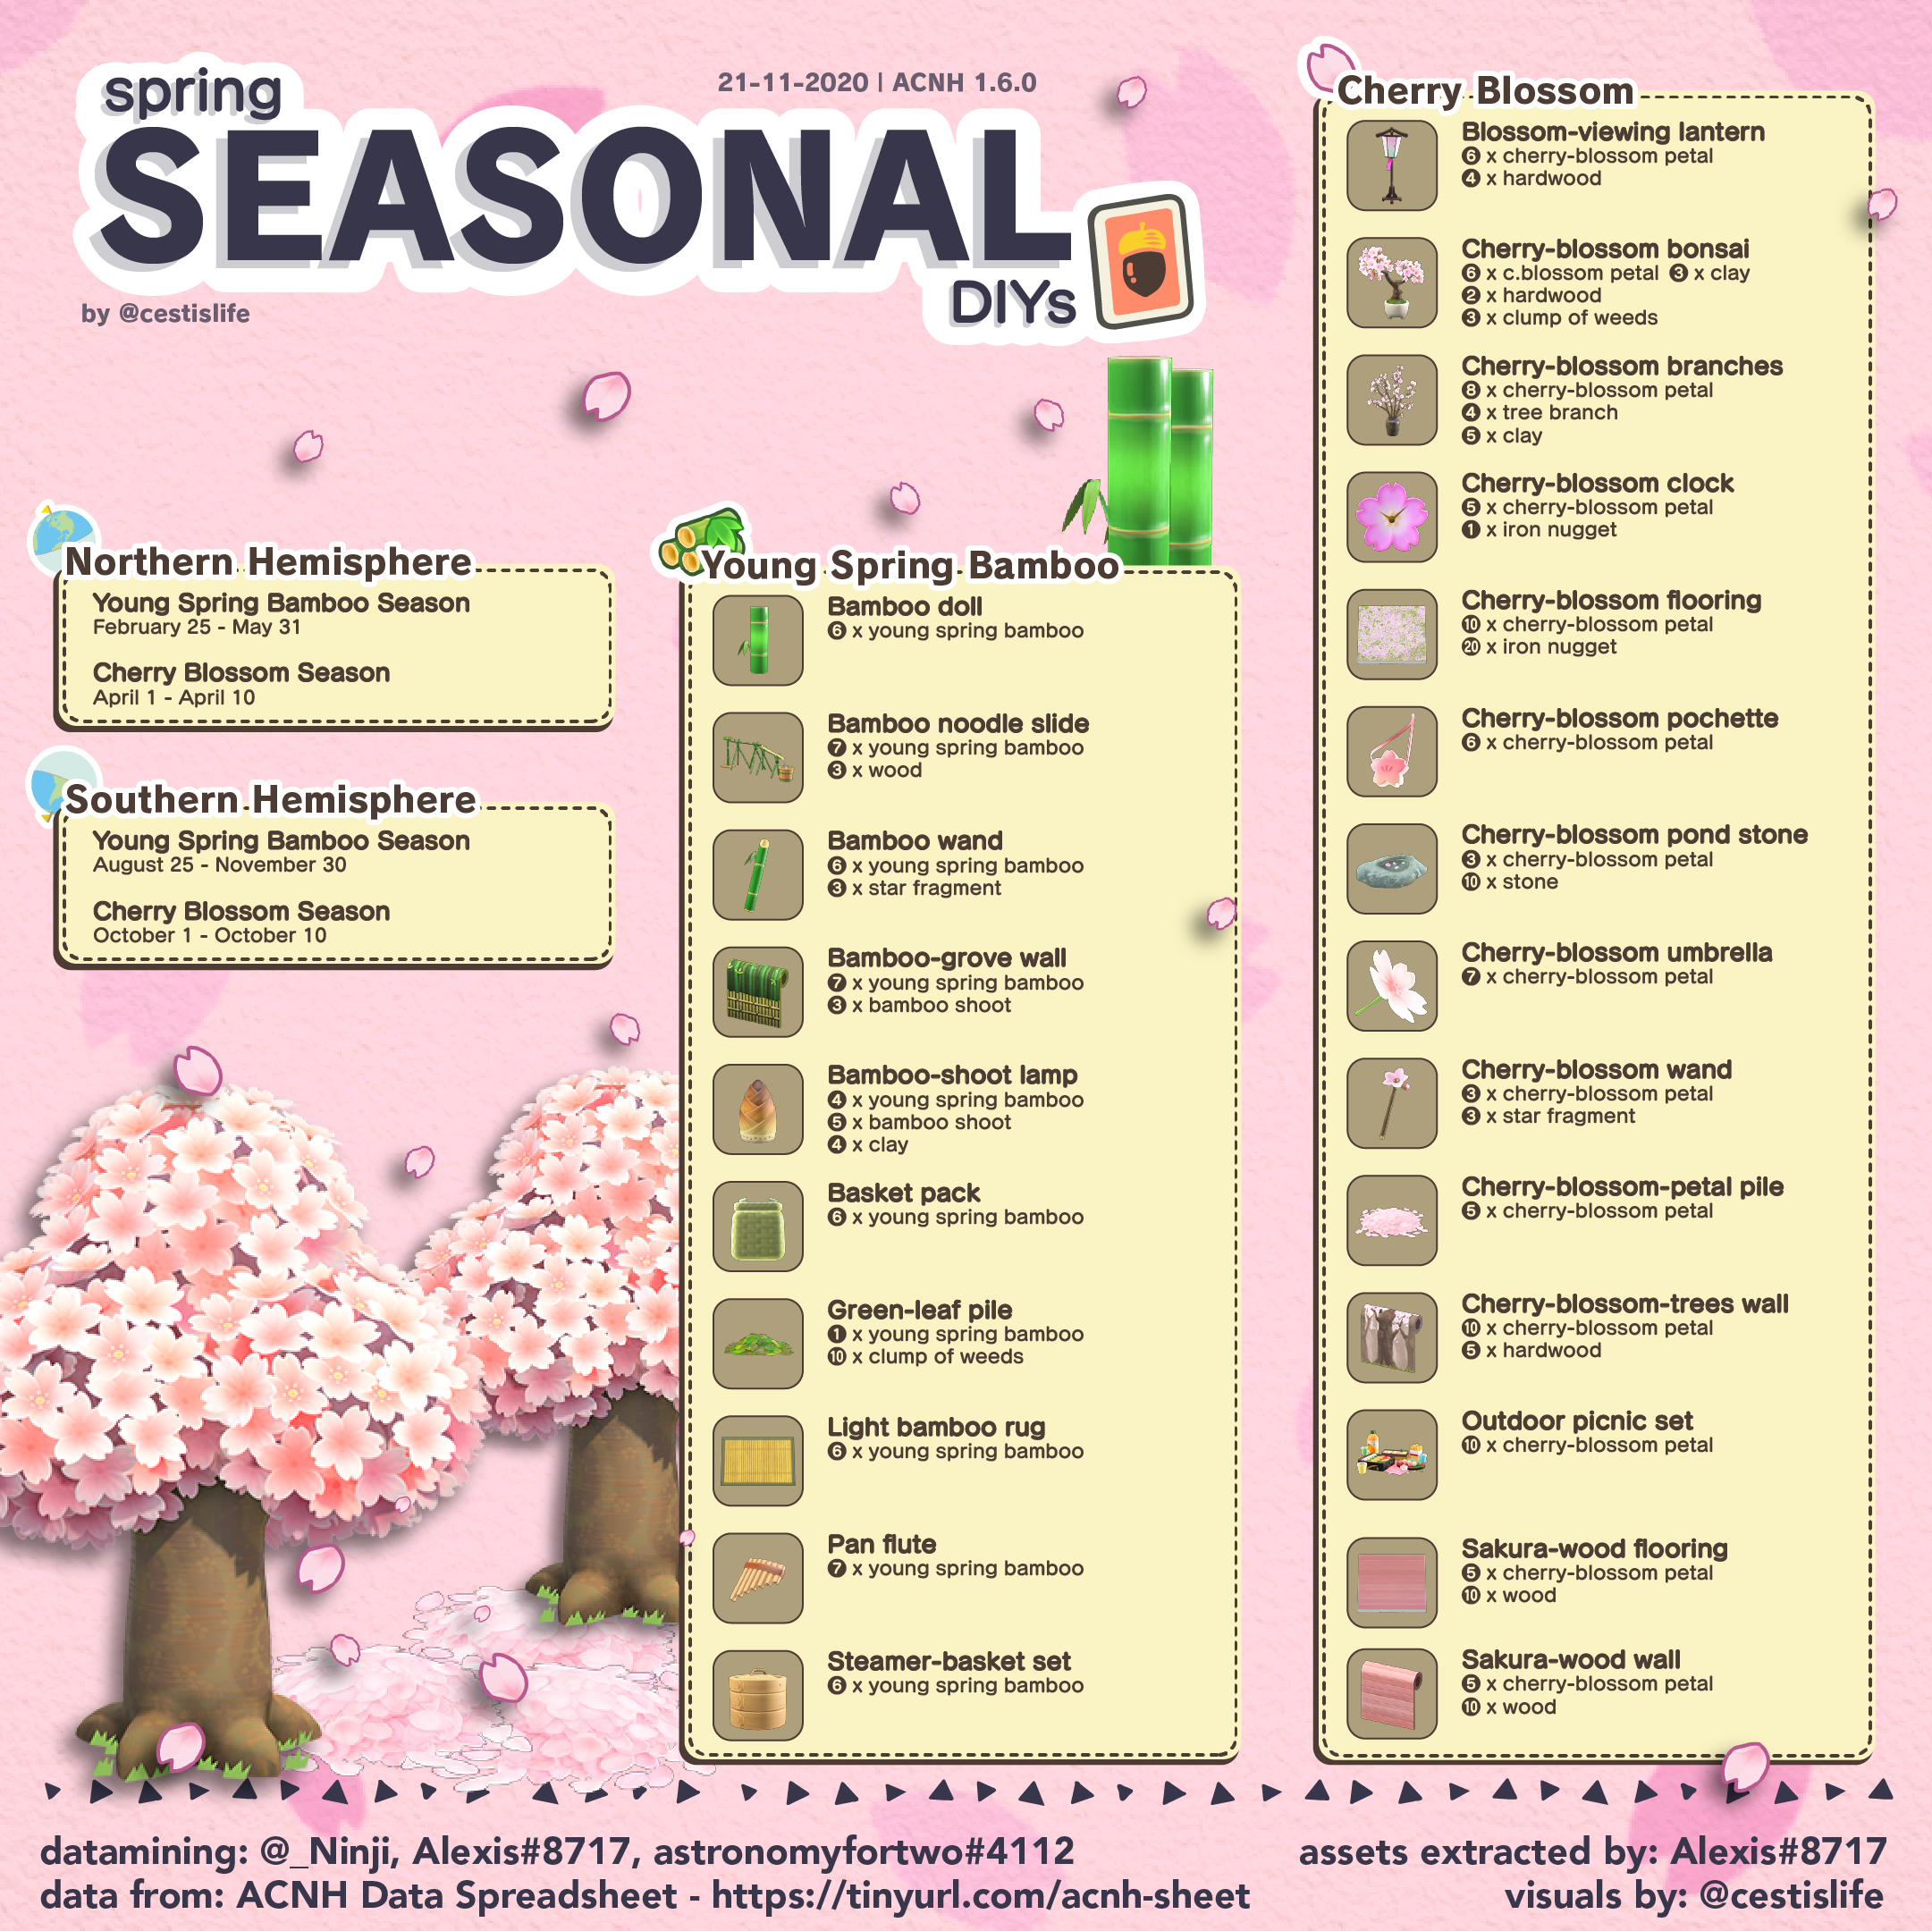 spring
SEASONAL
DIYs
21-11-2020 | ACNH 1.6.0
by @cestislife
Northern Hemisphere
Young Spring Bamboo Season
February 25 - May 31
Cherry Blossom Season
April 1 - April 10
Southern Hemisphere
Young Spring Bamboo Season
August 25 - November 30
Cherry Blossom Season
October 1 - October 10
Young Spring Bamboo
Bamboo doll
6 x young spring bamboo
Bamboo noodle slide
7 x young spring bamboo
3 x wood
Bamboo wand
6 x young spring bamboo
3 x star fragment
Bamboo-grove wall
7 x young spring bamboo
3 x bamboo shoot
Bamboo-shoot lamp
4 x young spring bamboo
5 x bamboo shoot
4 x clay
Basket pack
6 x young spring bamboo
Green-leaf pile
1 x young spring bamboo
10 x clump of weeds
Light bamboo rug
6 x young spring bamboo
Pan flute
7 x young spring bamboo
Steamer-basket set
6 x young spring bamboo
Cherry Blossom
Blossom-viewing lantern
6 x cherry-blossom petal
4 x hardwood
Cherry-blossom bonsai
6 x c.blossom petal 3 x clay
2 x hardwood
3 x clump of weeds
Cherry-blossom branches
8 x cherry-blossom petal
4 x tree branch
5 x clay
Cherry-blossom clock
5 x cherry-blossom petal
1 x iron nugget
Cherry-blossom flooring
10 x cherry-blossom petal
20 x iron nugget
Cherry-blossom pochette
6 x cherry-blossom petal
Cherry-blossom pond stone
3 x cherry-blossom petal
10 x stone
Cherry-blossom umbrella
7 x cherry-blossom petal
Cherry-blossom wand
3 x cherry-blossom petal
3 x star fragment
Cherry-blossom-petal pile
5 x cherry-blossom petal
Cherry-blossom-trees wall
10 x cherry-blossom petal
5 x hardwood
Outdoor picnic set
10 x cherry-blossom petal
Sakura-wood flooring
5 x cherry-blossom petal
10 x wood
Sakura-wood wall
5 x cherry-blossom petal
10 x wood
datamining: @_Ninji, Alexis#8717, astronomyfortwo#4112
data from: ACNH Data Spreadsheet - https://tinyurl.com/acnh-sheet
assets extracted by: Alexis#8717
visuals by: @cestislife